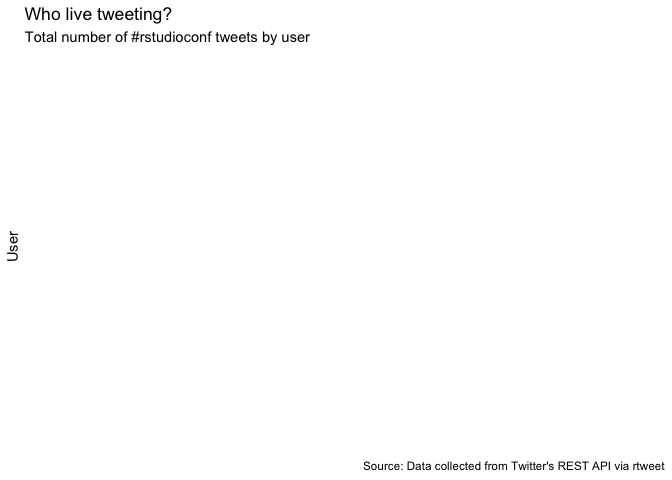 Who live tweeting?
Total number of #rstudioconf tweets by user
User
Source: Data collected from Twitter's REST API via rtweet